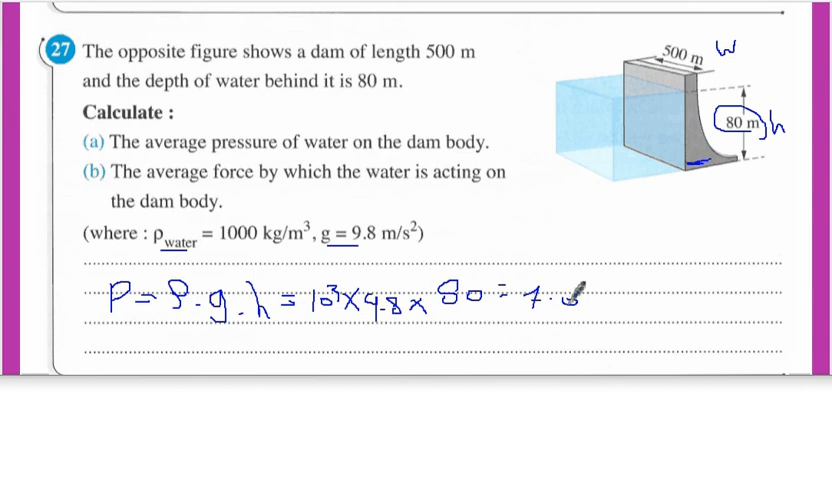 27 The opposite figure shows a dam of length 500 m
and the depth of water behind it is 80 m.
Calculate :
(a) The average pressure of water on the dam body.
(b) The average force by which the water is acting on
the dam body.
(where : ρwater = 1000 kg/m³, g = 9.8 m/s²)
500 m W
80 m h
P = ρ . g . h = 10³ × 9.8 × 80 = 7.